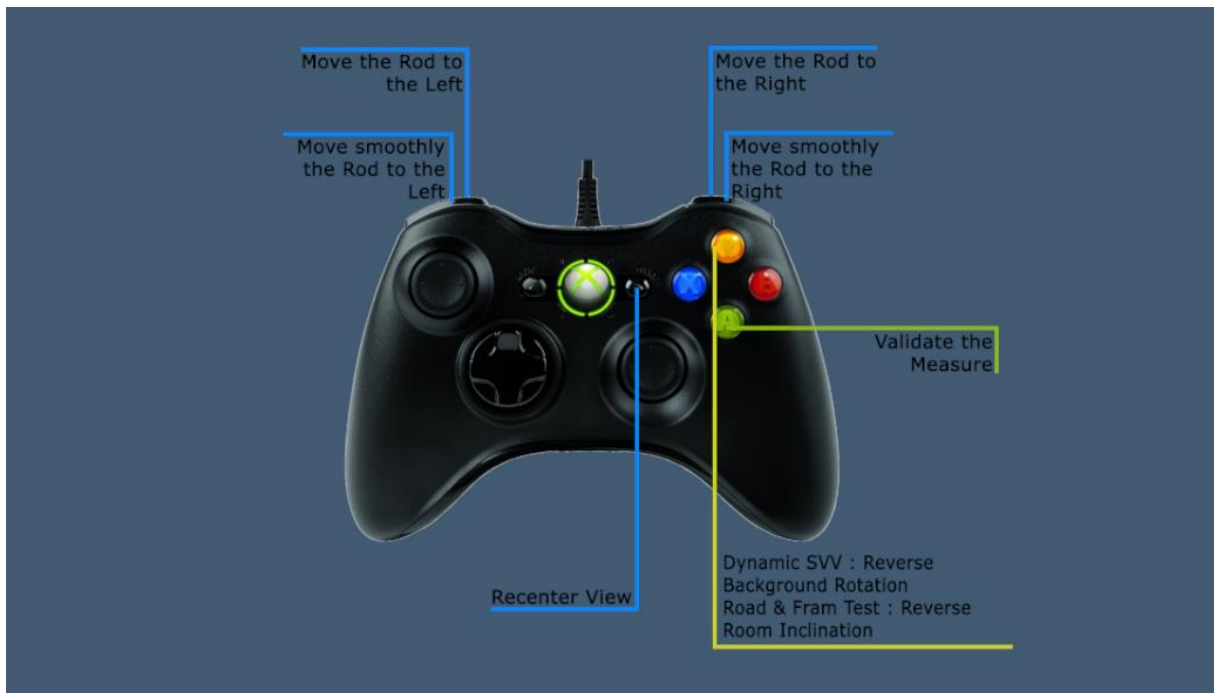 Move the Rod to
the Left
Move the Rod to
the Right
Move smoothly
the Rod to the
Left
Move smoothly
the Rod to the
Right
Y
X
B
A
Validate the
Measure
Recenter View
Dynamic SVV : Reverse
Background Rotation
Road & Fram Test : Reverse
Room Inclination